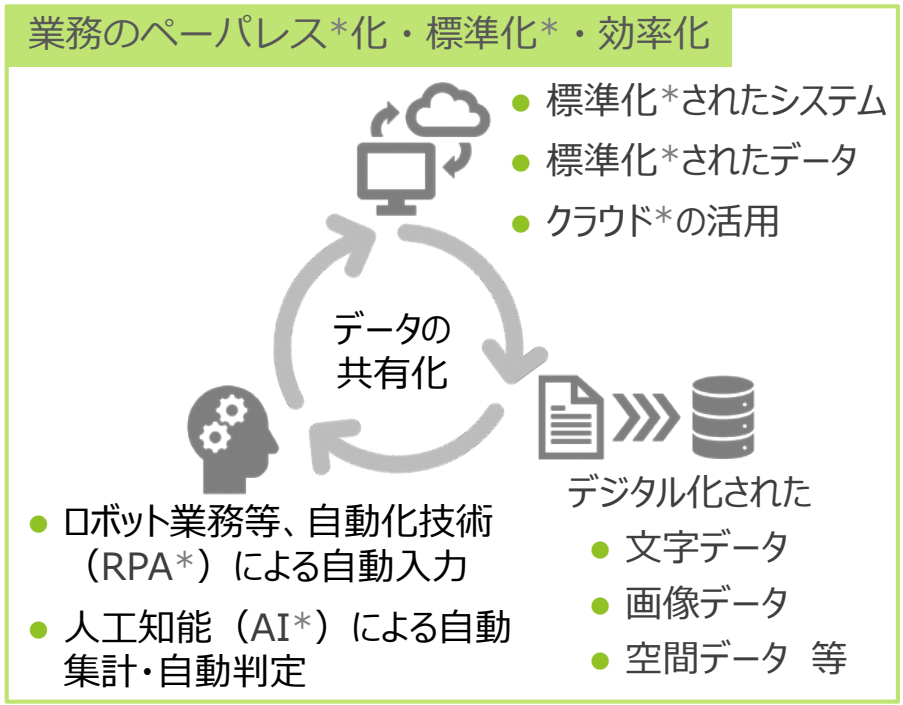 業務のペーパレス*化・標準化*・効率化
● 標準化*されたシステム
● 標準化*されたデータ
● クラウド*の活用
データの
共有化
デジタル化された
● 文字データ
● 画像データ
● 空間データ 等
● ロボット業務等、自動化技術
（RPA*）による自動入力
● 人工知能（AI*）による自動
集計・自動判定